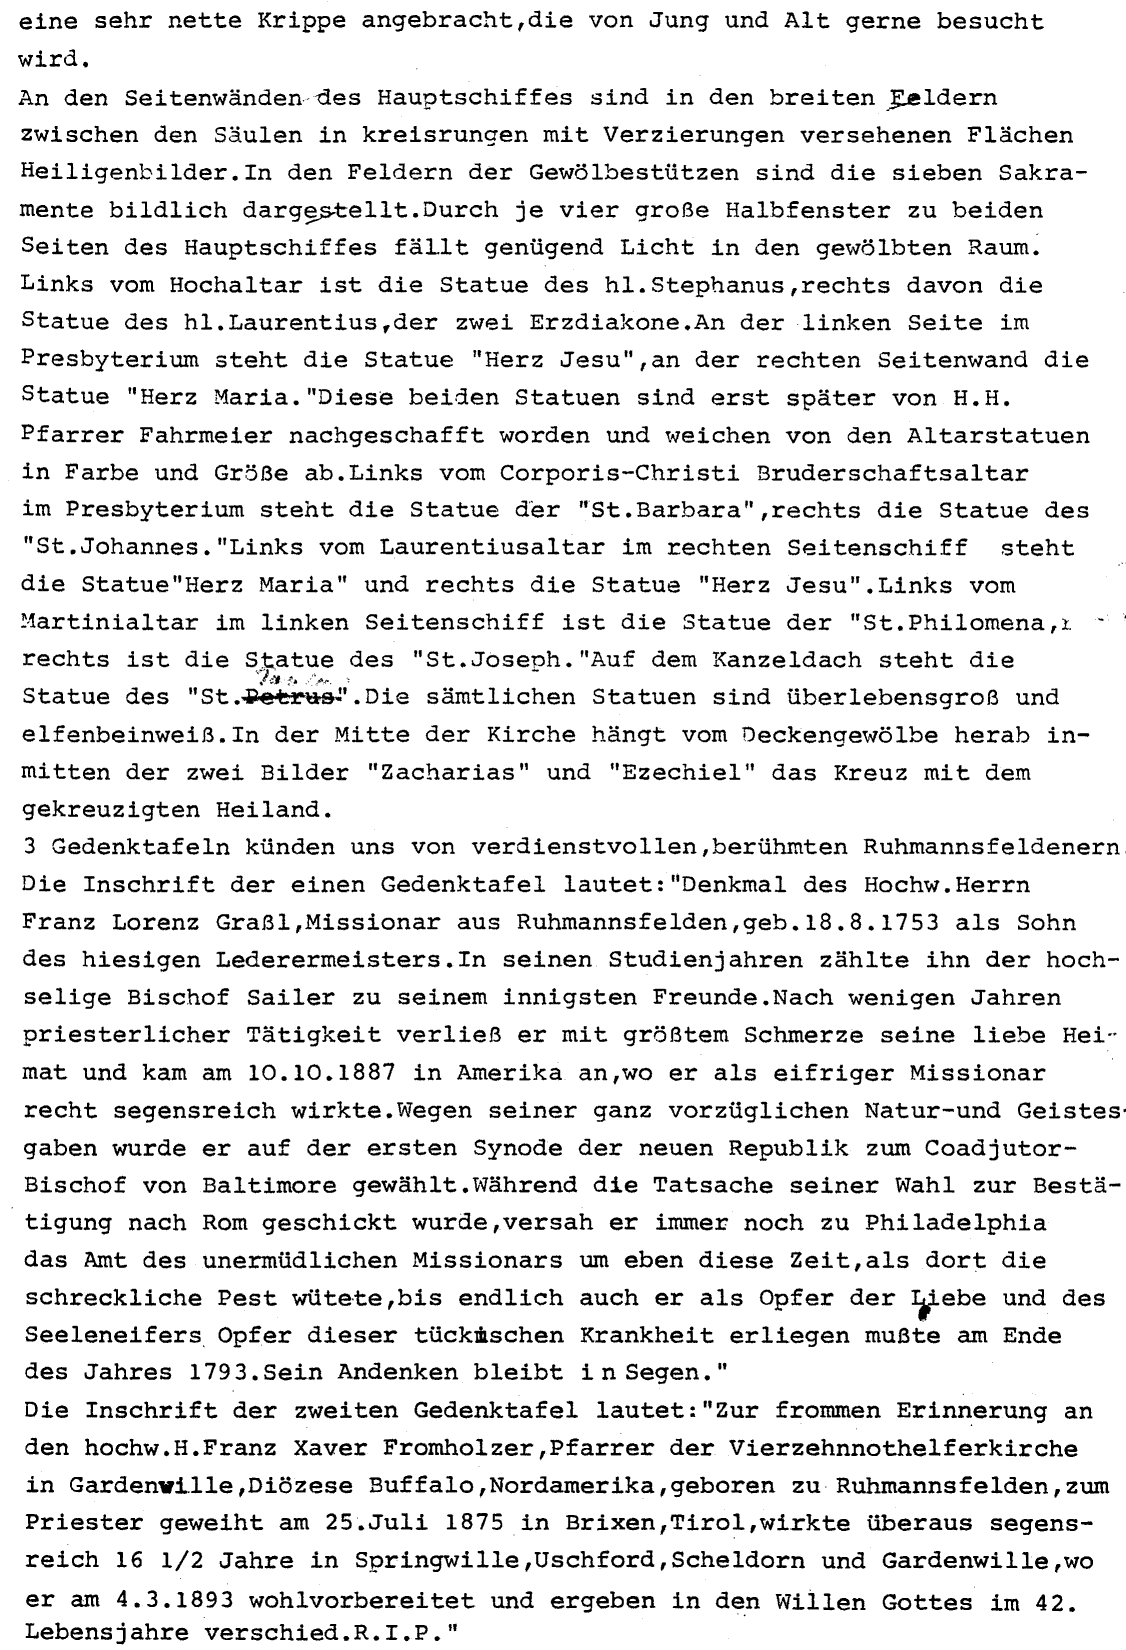 eine sehr nette Krippe angebracht,die von Jung und Alt gerne besucht
wird.
An den Seitenwänden des Hauptschiffes sind in den breiten Feldern
zwischen den Säulen in kreisrungen mit Verzierungen versehenen Flächen
Heiligenbilder.In den Feldern der Gewölbestützen sind die sieben Sakra-
mente bildlich dargestellt.Durch je vier große Halbfenster zu beiden
Seiten des Hauptschiffes fällt genügend Licht in den gewölbten Raum.
Links vom Hochaltar ist die Statue des hl.Stephanus,rechts davon die
Statue des hl.Laurentius,der zwei Erzdiakone.An der linken Seite im
Presbyterium steht die Statue "Herz Jesu",an der rechten Seitenwand die
Statue "Herz Maria."Diese beiden Statuen sind erst später von H.H.
Pfarrer Fahrmeier nachgeschafft worden und weichen von den Altarstatuen
in Farbe und Größe ab.Links vom Corporis-Christi Bruderschaftsaltar
im Presbyterium steht die Statue der "St.Barbara",rechts die Statue des
"St.Johannes."Links vom Laurentiusaltar im rechten Seitenschiff steht
die Statue"Herz Maria" und rechts die Statue "Herz Jesu".Links vom
Martinialtar im linken Seitenschiff ist die Statue der "St.Philomena,
rechts ist die Statue des "St.Joseph."Auf dem Kanzeldach steht die
Statue des "St.Petrus".Die sämtlichen Statuen sind überlebensgroß und
elfenbeinweiß.In der Mitte der Kirche hängt vom Deckengewölbe herab in-
mitten der zwei Bilder "Zacharias" und "Ezechiel" das Kreuz mit dem
gekreuzigten Heiland.
3 Gedenktafeln künden uns von verdienstvollen,berühmten Ruhmannsfeldenern.
Die Inschrift der einen Gedenktafel lautet:"Denkmal des Hochw.Herrn
Franz Lorenz Graßl,Missionar aus Ruhmannsfelden,geb.18.8.1753 als Sohn
des hiesigen Lederermeisters.In seinen Studienjahren zählte ihn der hoch-
selige Bischof Sailer zu seinem innigsten Freunde.Nach wenigen Jahren
priesterlicher Tätigkeit verließ er mit größtem Schmerze seine liebe Hei-
mat und kam am 10.10.1887 in Amerika an,wo er als eifriger Missionar
recht segensreich wirkte.Wegen seiner ganz vorzüglichen Natur-und Geistes-
gaben wurde er auf der ersten Synode der neuen Republik zum Coadjutor-
Bischof von Baltimore gewählt.Während die Tatsache seiner Wahl zur Bestä-
tigung nach Rom geschickt wurde,versah er immer noch zu Philadelphia
das Amt des unermüdlichen Missionars um eben diese Zeit,als dort die
schreckliche Pest wütete,bis endlich auch er als Opfer der Liebe und des
Seeleneifers Opfer dieser tückischen Krankheit erliegen mußte am Ende
des Jahres 1793.Sein Andenken bleibt in Segen."
Die Inschrift der zweiten Gedenktafel lautet:"Zur frommen Erinnerung an
den hochw.H.Franz Xaver Fromholzer,Pfarrer der Vierzehnnothelferkirche
in Gardenwille,Diözese Buffalo,Nordamerika,geboren zu Ruhmannsfelden,zum
Priester geweiht am 25.Juli 1875 in Brixen,Tirol,wirkte überaus segens-
reich 16 1/2 Jahre in Springwille,Uschford,Scheldorn und Gardenwille,wo
er am 4.3.1893 wohlvorbereitet und ergeben in den Willen Gottes im 42.
Lebensjahre verschied.R.I.P."